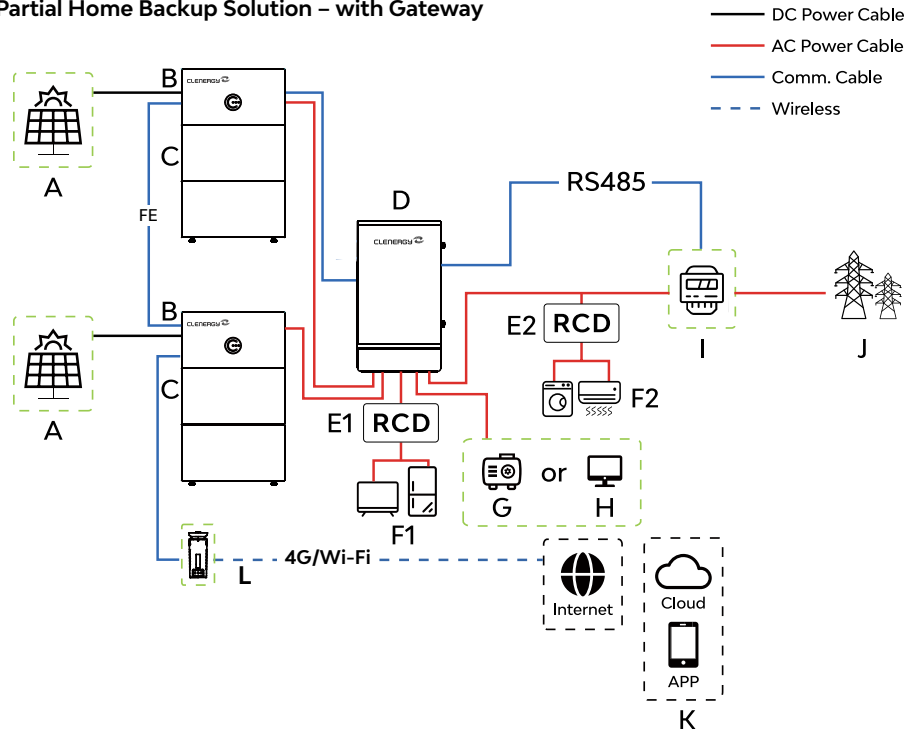 Partial Home Backup Solution – with Gateway
DC Power Cable
AC Power Cable
Comm. Cable
Wireless
B
CLENERGY
A
C
FE
D
CLENERGY
RS485
B
CLENERGY
A
C
E2 RCD
I
J
F2
E1 RCD
F1
G or H
L
4G/Wi-Fi
Internet
Cloud
APP
K